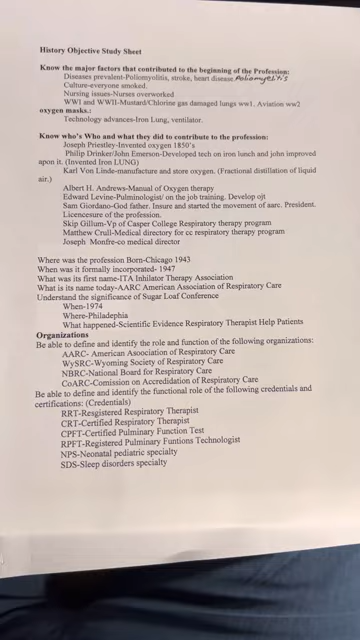 History Objective Study Sheet
Know the major factors that contributed to the beginning of the Profession:
Diseases prevalent-Poliomyelitis, stroke, heart disease. Poliomyelitis
Culture-everyone smoked.
Nursing issues-Nurses overworked
WWI and WWII-Mustard/Chlorine gas damaged lungs ww1. Aviation ww2
oxygen masks.:
Technology advances-Iron Lung, ventilator.
Know who's Who and what they did to contribute to the profession:
Joseph Priestley-Invented oxygen 1850's
Philip Drinker/John Emerson-Developed tech on iron lunch and john improved
apon it. (Invented Iron LUNG)
Karl Von Linde-manufacture and store oxygen. (Fractional distillation of liquid
air.)
Albert H. Andrews-Manual of Oxygen therapy
Edward Levine-Pulminologist/ on the job training. Develop ojt
Sam Giordano-God father. Insure and started the movement of aarc. President.
Licencesure of the profession.
Skip Gillum-Vp of Casper College Respiratory therapy program
Matthew Crull-Medical directory for cc respiratory therapy program
Joseph Monfre-co medical director
Where was the profession Born-Chicago 1943
When was it formally incorporated- 1947
What was its first name-ITA Inhilator Therapy Association
What is its name today-AARC American Association of Respiratory Care
Understand the significance of Sugar Loaf Conference
When-1974
Where-Philadephia
What happened-Scientific Evidence Respiratory Therapist Help Patients
Organizations
Be able to define and identify the role and function of the following organizations:
AARC- American Association of Respiratory Care
WySRC-Wyoming Society of Respiratory Care
NBRC-National Board for Respiratory Care
CoARC-Comission on Accredidation of Respiratory Care
Be able to define and identify the functional role of the following credentials and
certifications: (Credentials)
RRT-Resgistered Respiratory Therapist
CRT-Certified Respiratory Therapist
CPFT-Certified Pulmonary Function Test
RPFT-Registered Pulmonary Funtions Technologist
NPS-Neonatal pediatric specialty
SDS-Sleep disorders specialty